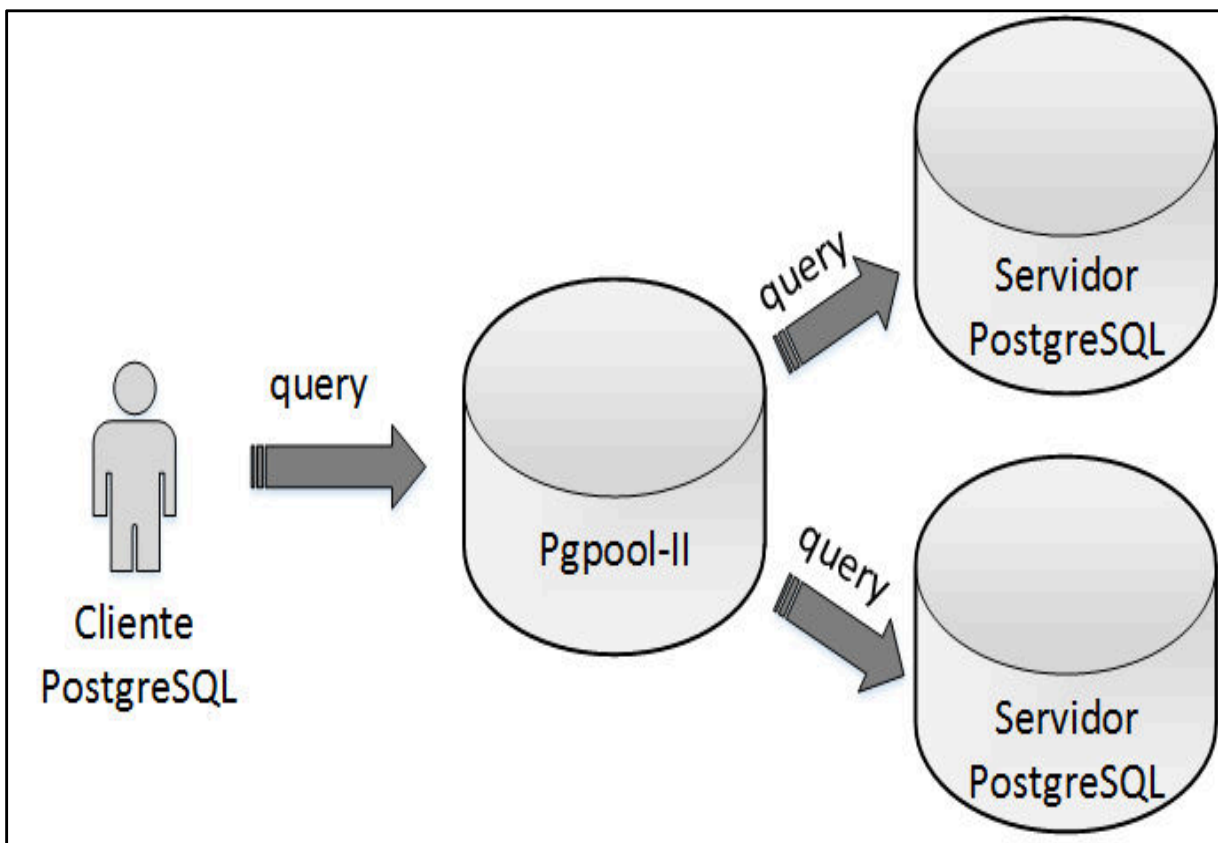 query
Cliente
PostgreSQL
Pgpool-II
query
Servidor
PostgreSQL
query
Servidor
PostgreSQL